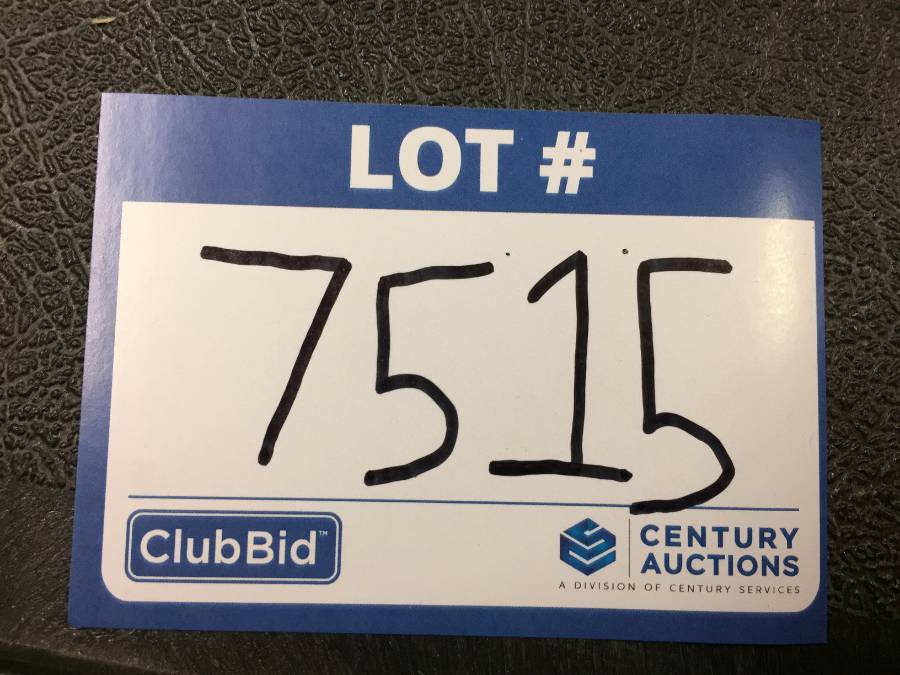 LOT #
7515
ClubBid™
CENTURY
AUCTIONS
A DIVISION OF CENTURY SERVICES